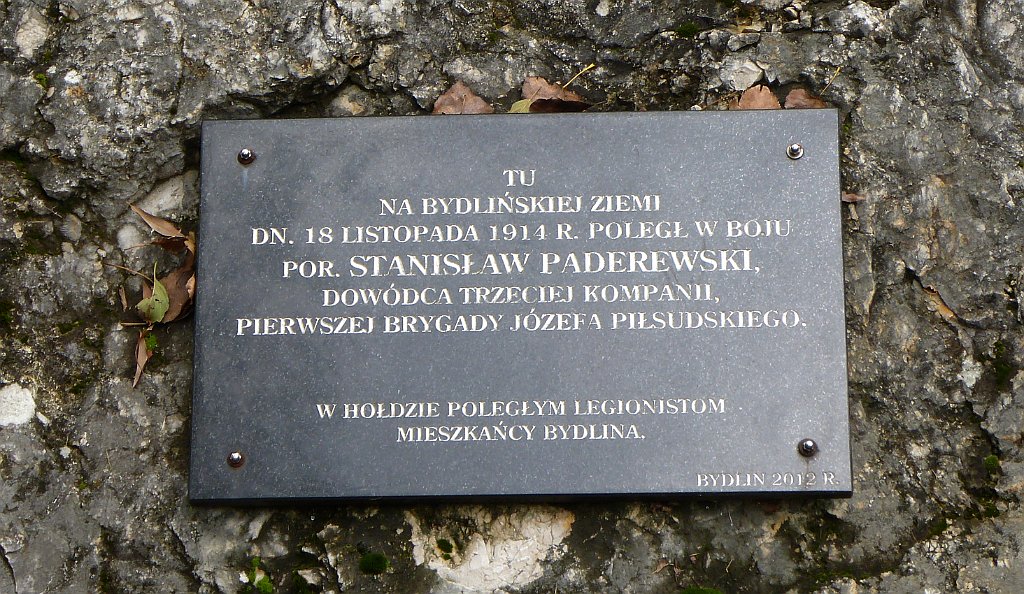 TU
NA BYDLIŃSKIEJ ZIEMI
DN. 18 LISTOPADA 1914 R. POLEGŁ W BOJU
POR. STANISŁAW PADEREWSKI,
DOWÓDCA TRZECIEJ KOMPANII,
PIERWSZEJ BRYGADY JÓZEFA PIŁSUDSKIEGO.
W HOŁDZIE POLEGŁYM LEGIONISTOM
MIESZKAŃCY BYDLINA.
BYDLIN 2012 R.